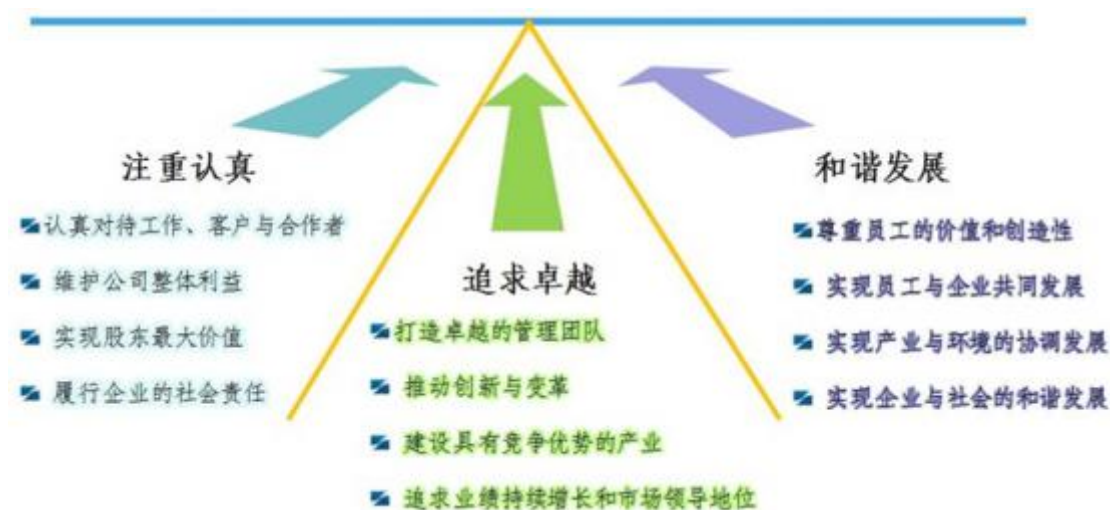 注重认真
认真对待工作、客户与合作者
维护公司整体利益
实现股东最大价值
履行企业的社会责任
追求卓越
打造卓越的管理团队
推动创新与变革
建设具有竞争优势的产业
追求业绩持续增长和市场领导地位
和谐发展
尊重员工的价值和创造性
实现员工与企业共同发展
实现产业与环境的协调发展
实现企业与社会的和谐发展